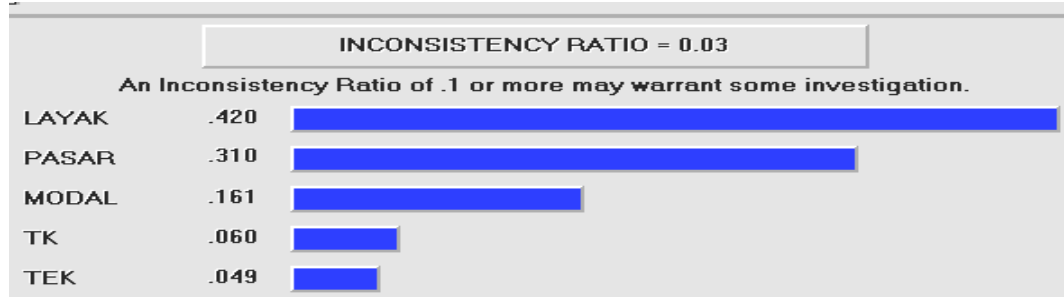 INCONSISTENCY RATIO = 0.03
An Inconsistency Ratio of .1 or more may warrant some investigation.
LAYAK .420
PASAR .310
MODAL .161
TK .060
TEK .049